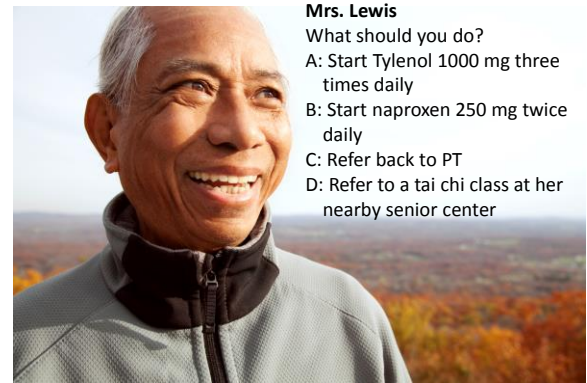 Mrs. Lewis
What should you do?
A: Start Tylenol 1000 mg three
times daily
B: Start naproxen 250 mg twice
daily
C: Refer back to PT
D: Refer to a tai chi class at her
nearby senior center